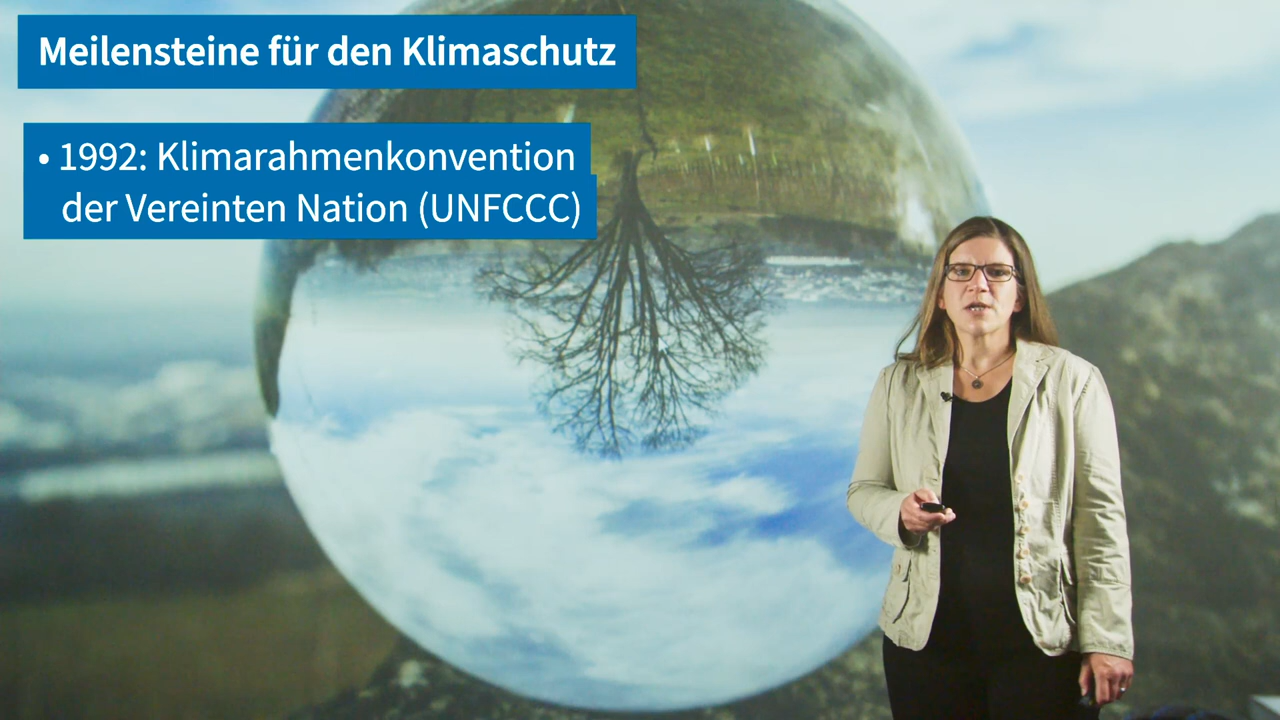 Meilensteine für den Klimaschutz
• 1992: Klimarahmenkonvention
der Vereinten Nation (UNFCCC)